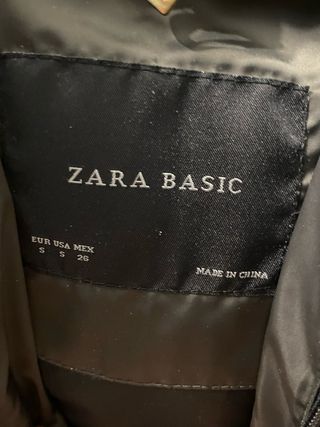 ZARA BASIC
EUR USA MEX
S S 26
MADE IN CHINA